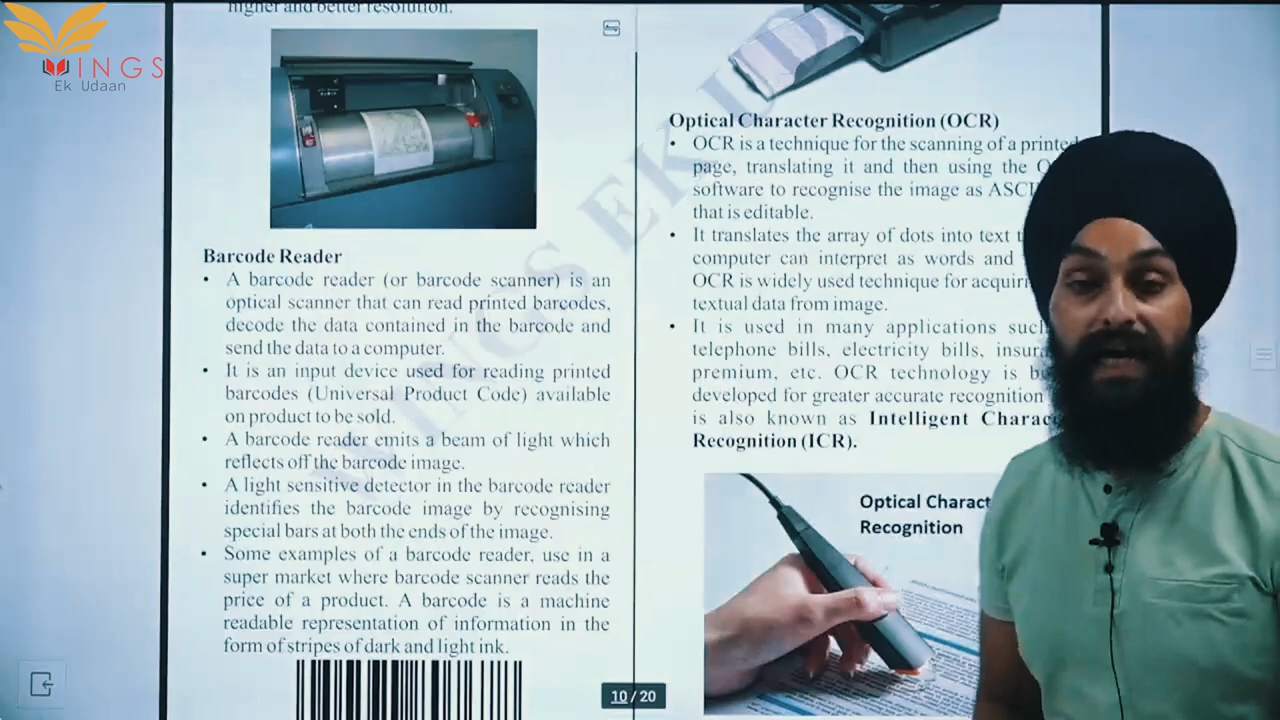 WINGS
Ek Udaan
higher and better resolution.
Barcode Reader
• A barcode reader (or barcode scanner) is an
optical scanner that can read printed barcodes,
decode the data contained in the barcode and
send the data to a computer.
• It is an input device used for reading printed
barcodes (Universal Product Code) available
on product to be sold.
• A barcode reader emits a beam of light which
reflects off the barcode image.
• A light sensitive detector in the barcode reader
identifies the barcode image by recognising
special bars at both the ends of the image.
• Some examples of a barcode reader, use in a
super market where barcode scanner reads the
price of a product. A barcode is a machine
readable representation of information in the
form of stripes of dark and light ink.
Optical Character Recognition (OCR)
• OCR is a technique for the scanning of a printed
page, translating it and then using the
software to recognise the image as
that is editable.
• It translates the array of dots into text
computer can interpret as words and
OCR is widely used technique for
textual data from image.
• It is used in many applications
telephone bills, electricity bills,
premium, etc. OCR technology is
developed for greater accurate recognition
is also known as Intelligent
Recognition (ICR).
Optical
Recognition
10 / 20
WINGS EK